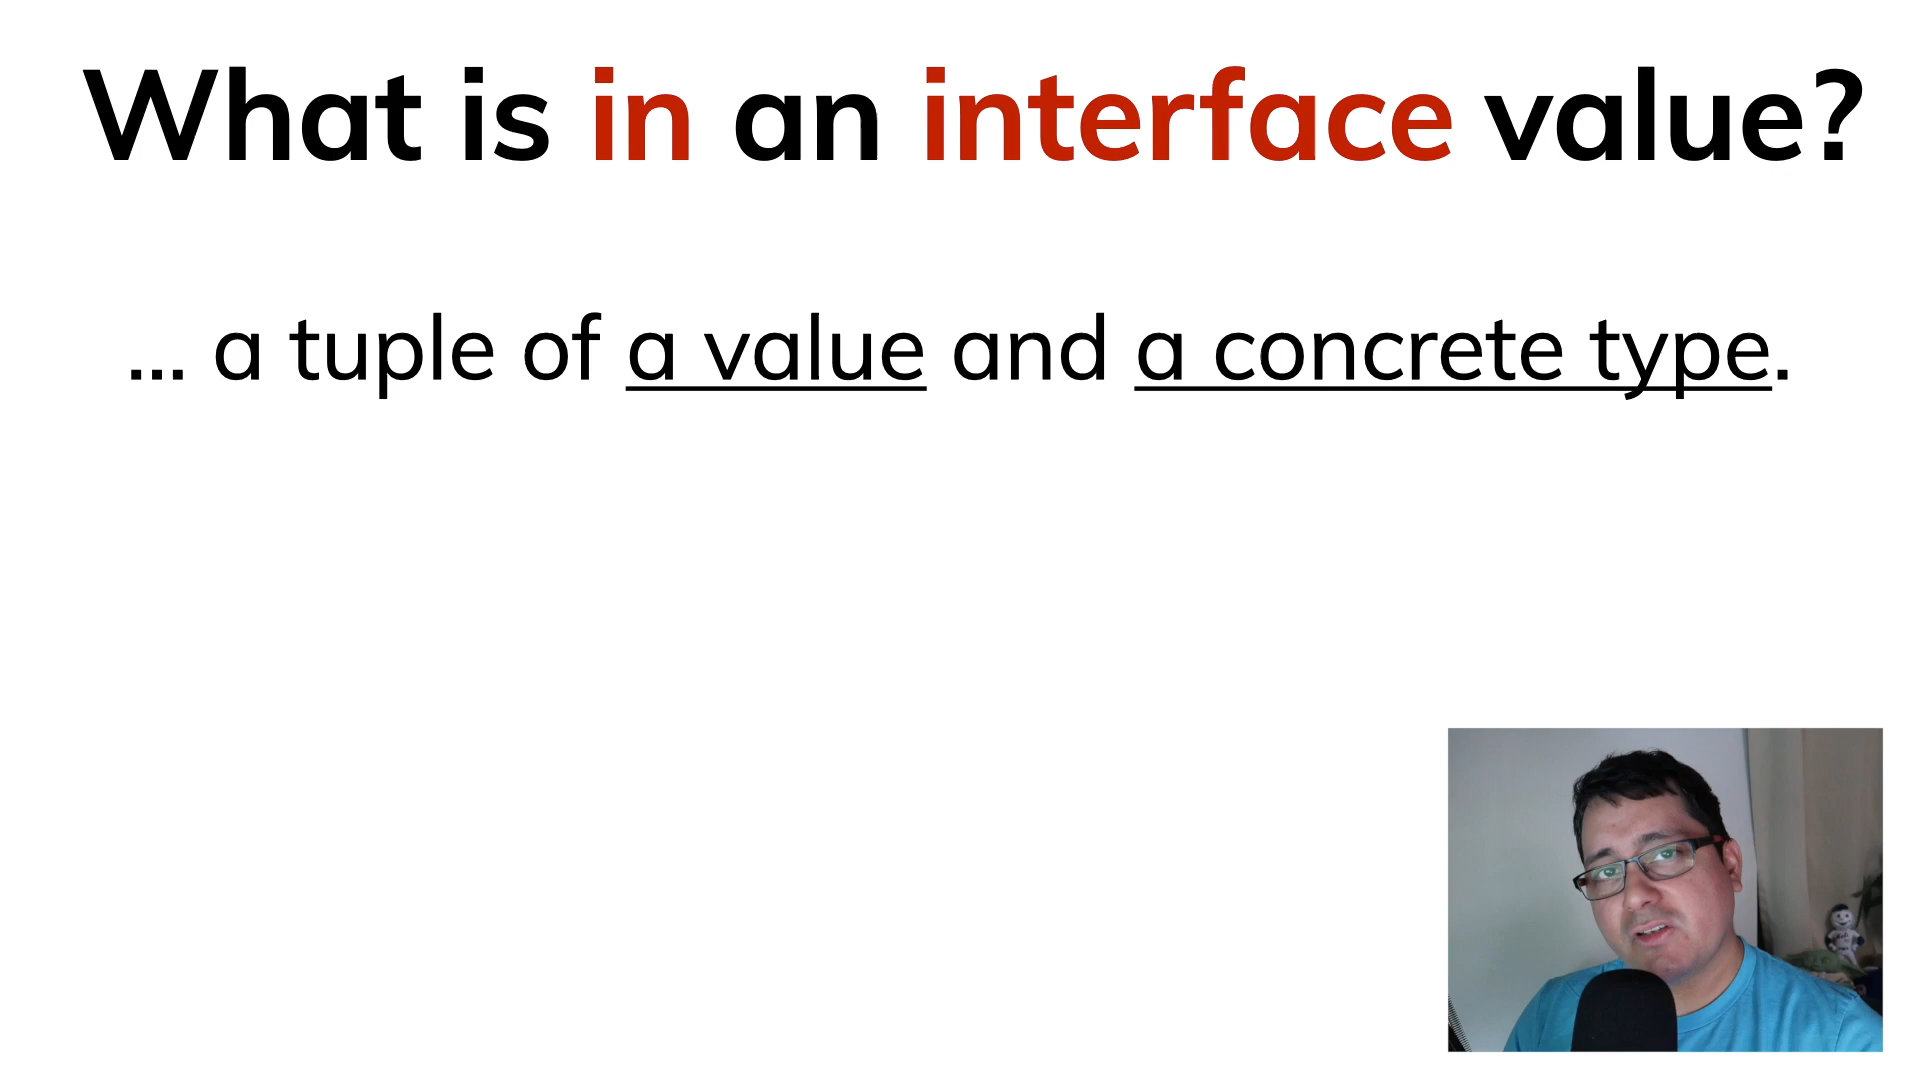 What is in an interface value?
... a tuple of a value and a concrete type.